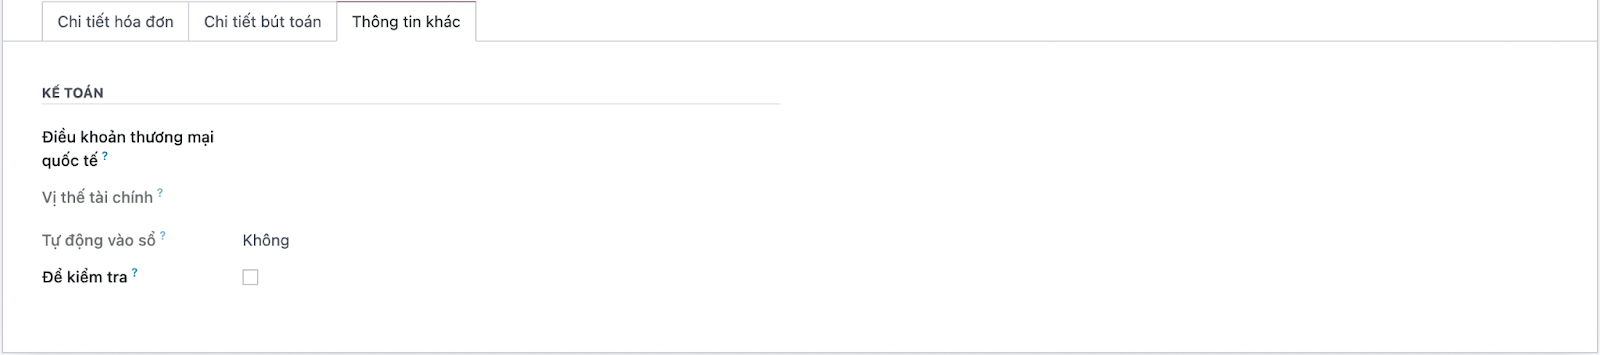 Chi tiết hóa đơn Chi tiết bút toán Thông tin khác
KẾ TOÁN
Điều khoản thương mại
quốc tế ?
Vị thế tài chính ?
Tự động vào sổ ? Không
Để kiểm tra ?